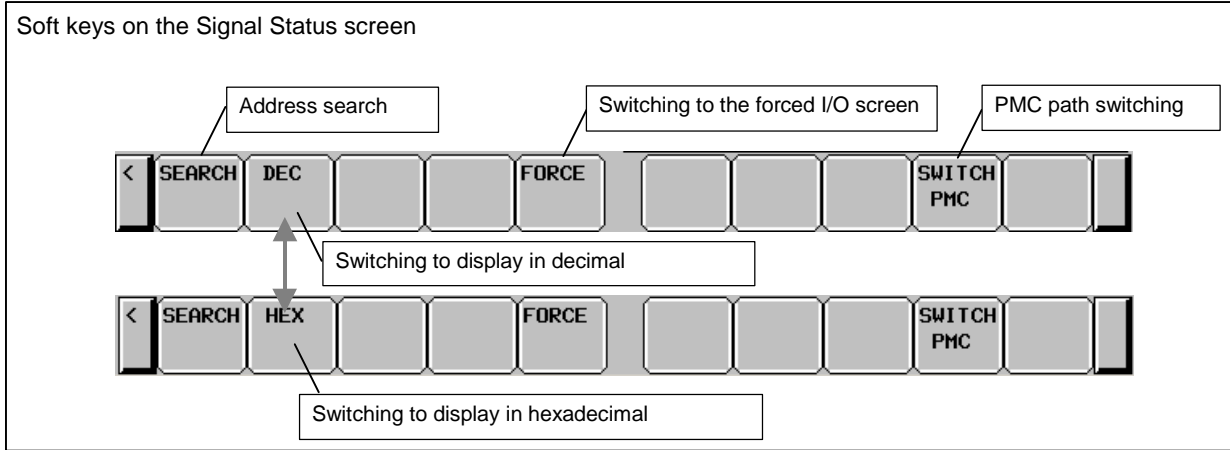 Soft keys on the Signal Status screen
Address search
Switching to the forced I/O screen
PMC path switching
< SEARCH DEC FORCE SWITCH PMC
Switching to display in decimal
< SEARCH HEX FORCE SWITCH PMC
Switching to display in hexadecimal